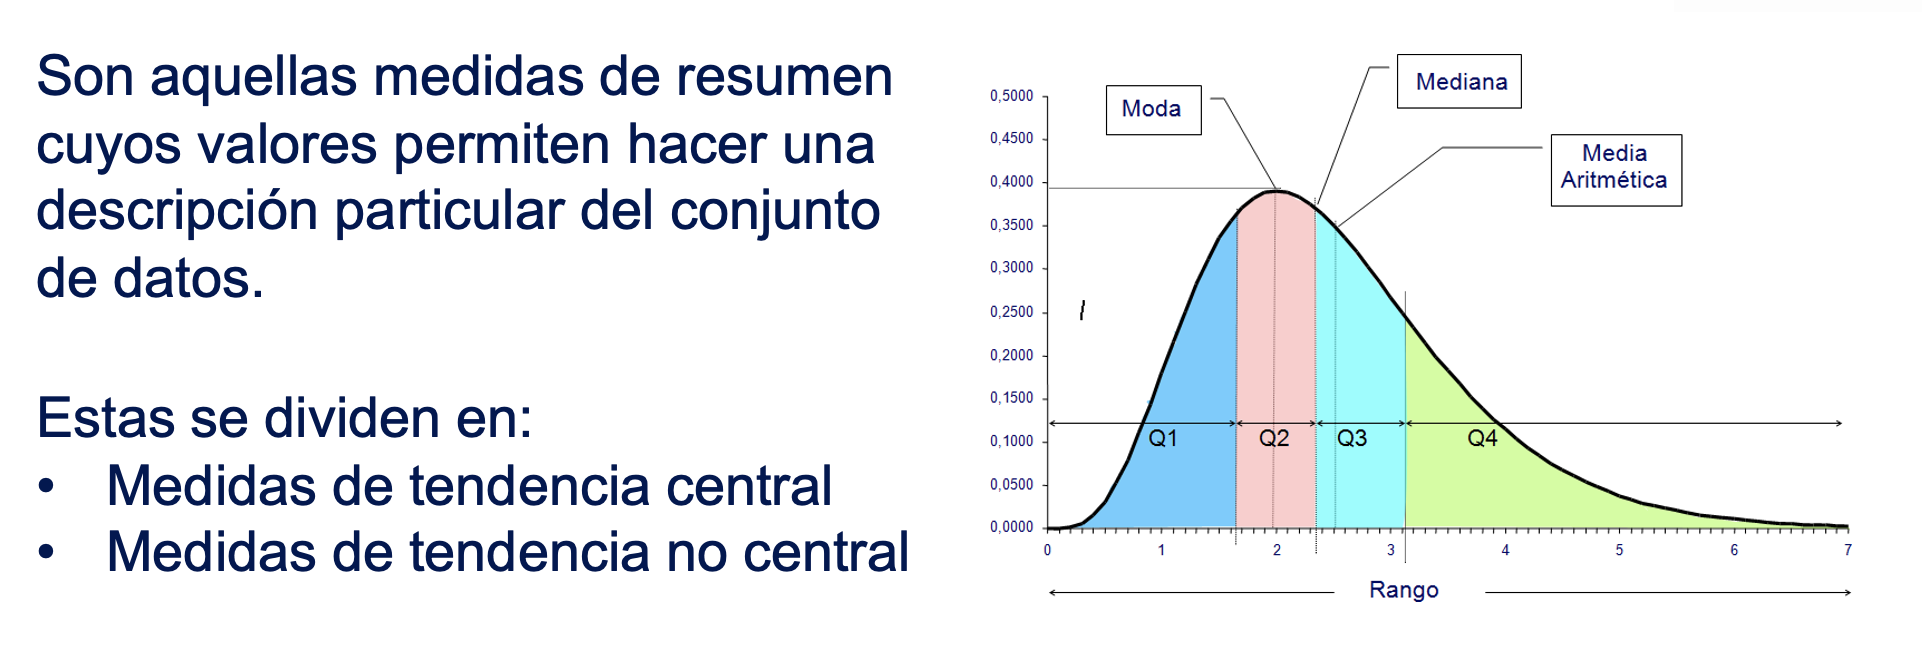 Son aquellas medidas de resumen
cuyos valores permiten hacer una
descripción particular del conjunto
de datos.
Estas se dividen en:
• Medidas de tendencia central
• Medidas de tendencia no central
Mediana
Moda
Media
Aritmética
0,5000
0,4500
0,4000
0,3500
0,3000
0,2500
0,2000
0,1500
0,1000
0,0500
0,0000
Q1 Q2 Q3 Q4
0 1 2 3 4 5 6 7
Rango